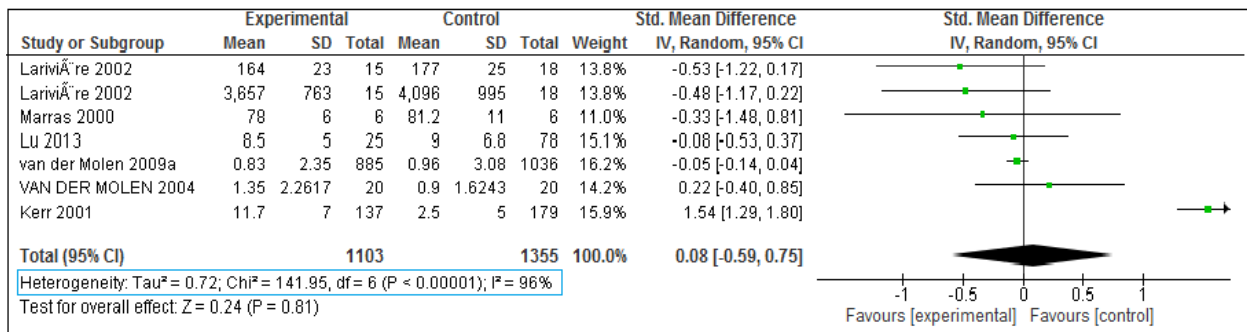 Experimental Control Std. Mean Difference Std. Mean Difference
Study or Subgroup Mean SD Total Mean SD Total Weight IV, Random, 95% CI IV, Random, 95% CI
LariviÃ¨re 2002 164 23 15 177 25 18 13.8% -0.53 [-1.22, 0.17]
LariviÃ¨re 2002 3,657 763 15 4,096 995 18 13.8% -0.48 [-1.17, 0.22]
Marras 2000 78 6 6 81.2 11 6 11.0% -0.33 [-1.48, 0.81]
Lu 2013 8.5 5 25 9 6.8 78 15.1% -0.08 [-0.53, 0.37]
van der Molen 2009a 0.83 2.35 885 0.96 3.08 1036 16.2% -0.05 [-0.14, 0.04]
VAN DER MOLEN 2004 1.35 2.2617 20 0.9 1.6243 20 14.2% 0.22 [-0.40, 0.85]
Kerr 2001 11.7 7 137 2.5 5 179 15.9% 1.54 [1.29, 1.80]
Total (95% CI) 1103 1355 100.0% 0.08 [-0.59, 0.75]
Heterogeneity: Tau² = 0.72; Chi² = 141.95, df = 6 (P < 0.00001); I² = 96%
Test for overall effect: Z = 0.24 (P = 0.81)
-1 -0.5 0 0.5 1
Favours [experimental] Favours [control]